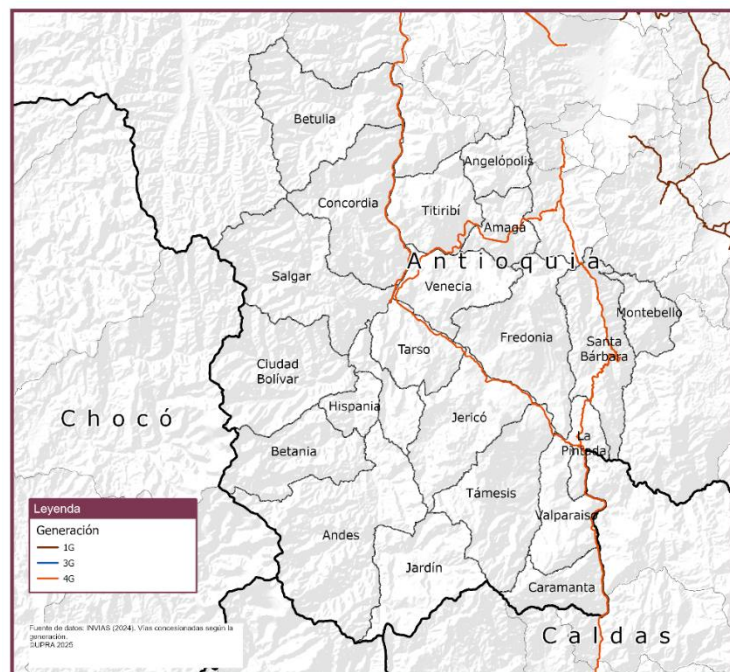 Betulia
Angelópolis
Concordia
Titiribí
Amagá
Antioquia
Salgar
Venecia
Montebello
Fredonia
Santa
Bárbara
Tarso
Ciudad
Bolívar
Hispania
Chocó
Jericó
La
Pintada
Betania
Támesis
Valparaiso
Andes
Jardín
Caramanta
Caldas
Leyenda
Generación
1G
3G
4G
Fuente de datos: INVIAS (2024), Vías concesionadas según la
generación.
©UPRA 2025